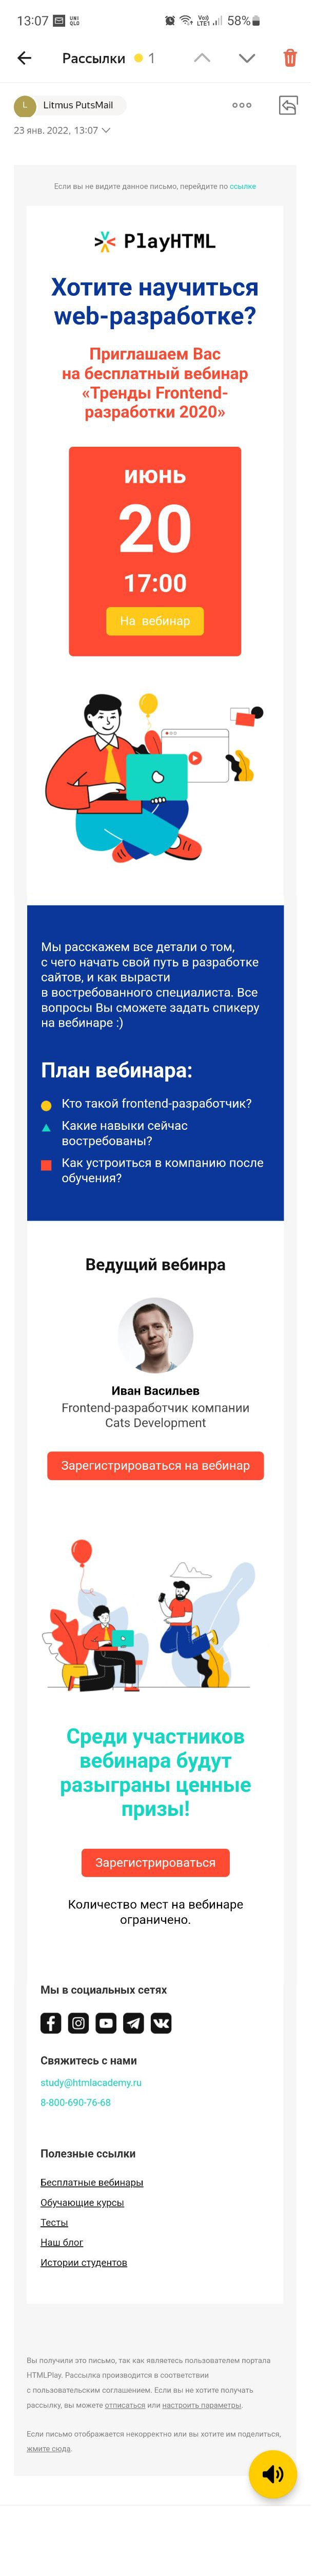 13:07 UNI QLO Vo)) LTE1 58%
Рассылки 1
L Litmus PutsMail
23 янв. 2022, 13:07
Если вы не видите данное письмо, перейдите по ссылке
PlayHTML
Хотите научиться
web-разработке?
Приглашаем Вас
на бесплатный вебинар
«Тренды Frontend-
разработки 2020»
июнь
20
17:00
На вебинар
Мы расскажем все детали о том,
с чего начать свой путь в разработке
сайтов, и как вырасти
в востребованного специалиста. Все
вопросы Вы сможете задать спикеру
на вебинаре :)
План вебинара:
Кто такой frontend-разработчик?
Какие навыки сейчас
востребованы?
Как устроиться в компанию после
обучения?
Ведущий вебинра
Иван Васильев
Frontend-разработчик компании
Cats Development
Зарегистрироваться на вебинар
Среди участников
вебинара будут
разыграны ценные
призы!
Зарегистрироваться
Количество мест на вебинаре
ограничено.
Мы в социальных сетях
Свяжитесь с нами
study@htmlacademy.ru
8-800-690-76-68
Полезные ссылки
Бесплатные вебинары
Обучающие курсы
Тесты
Наш блог
Истории студентов
Вы получили это письмо, так как являетесь пользователем портала
HTMLPlay. Рассылка производится в соответствии
с пользовательским соглашением. Если вы не хотите получать
рассылку, вы можете отписаться или настроить параметры.
Если письмо отображается некорректно или вы хотите им поделиться,
жмите сюда.